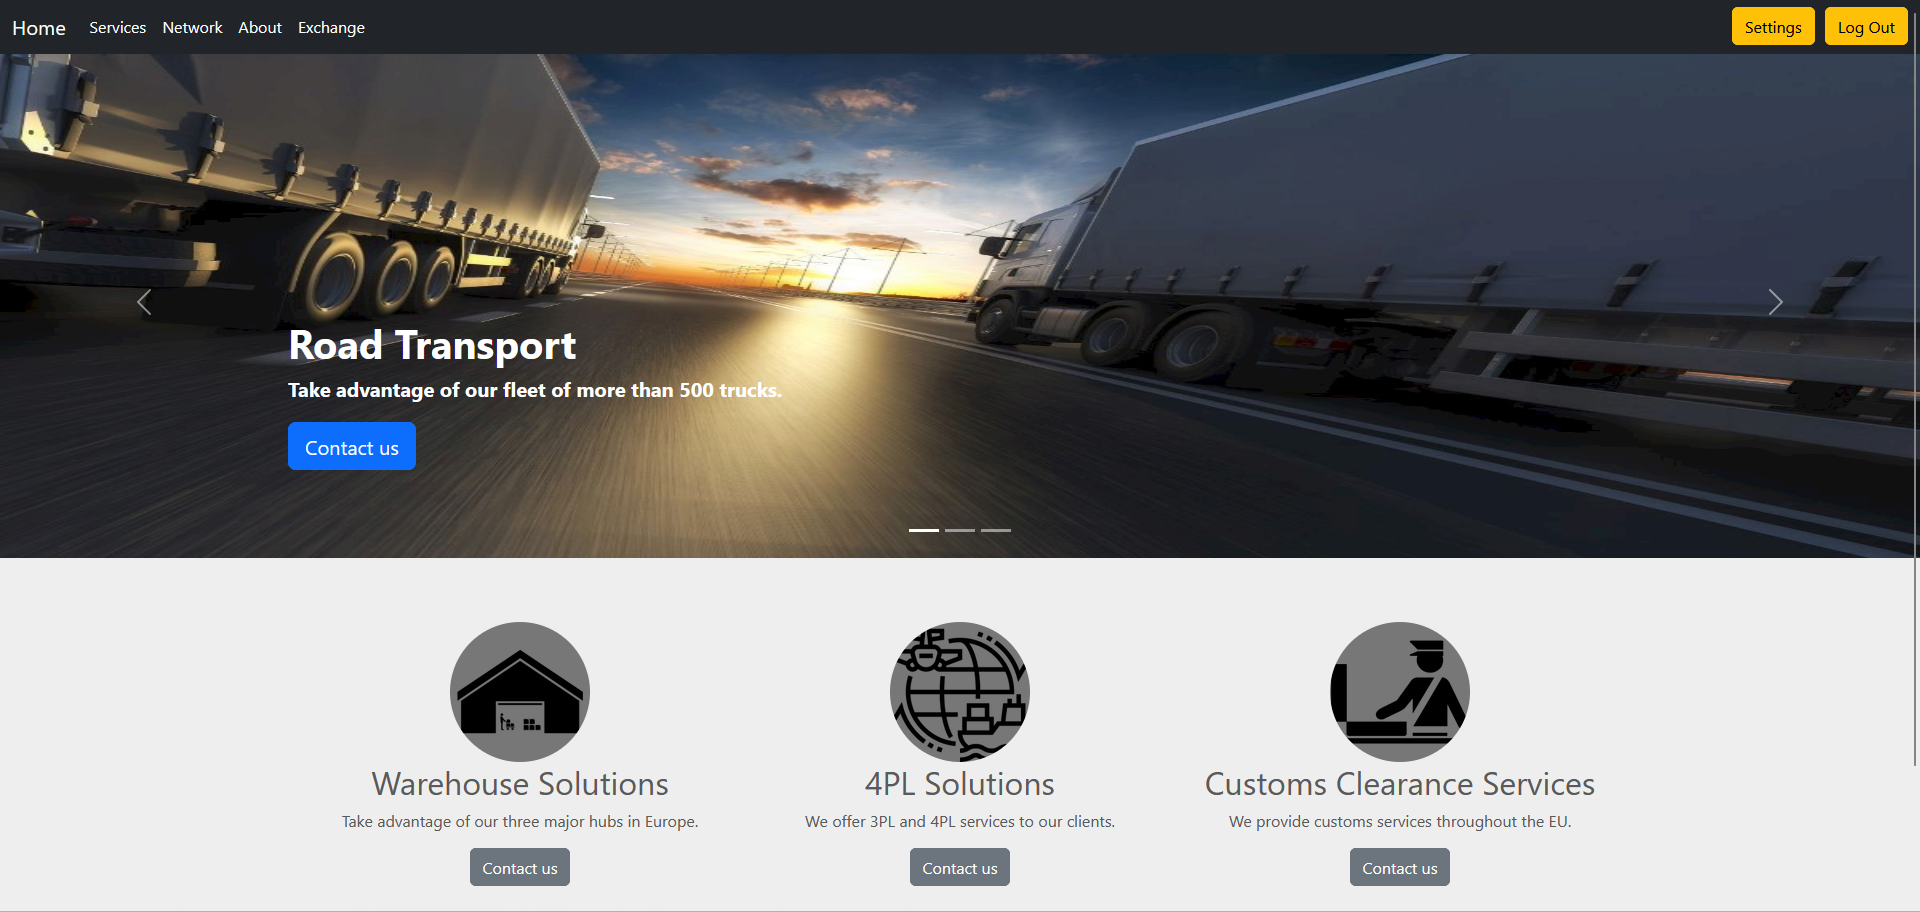 Home Services Network About Exchange Settings Log Out
Road Transport
Take advantage of our fleet of more than 500 trucks.
Contact us
Warehouse Solutions
Take advantage of our three major hubs in Europe.
Contact us
4PL Solutions
We offer 3PL and 4PL services to our clients.
Contact us
Customs Clearance Services
We provide customs services throughout the EU.
Contact us